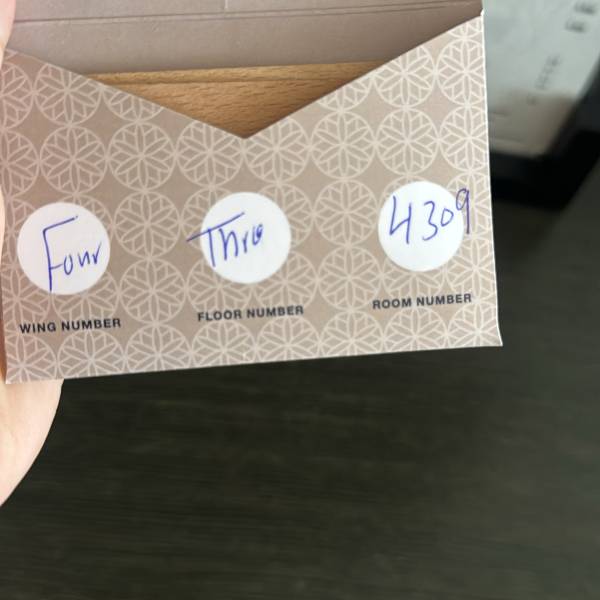 Four
Three
4309
WING NUMBER
FLOOR NUMBER
ROOM NUMBER